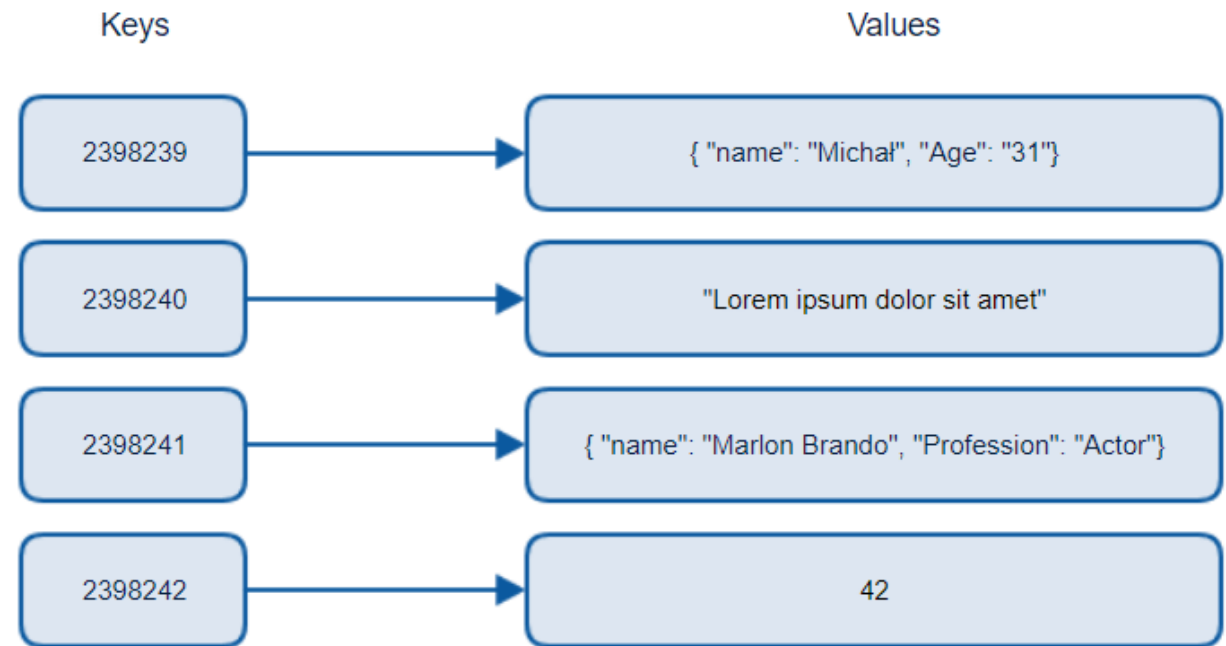 Keys Values
2398239 { "name": "Michał", "Age": "31"}
2398240 "Lorem ipsum dolor sit amet"
2398241 { "name": "Marlon Brando", "Profession": "Actor"}
2398242 42